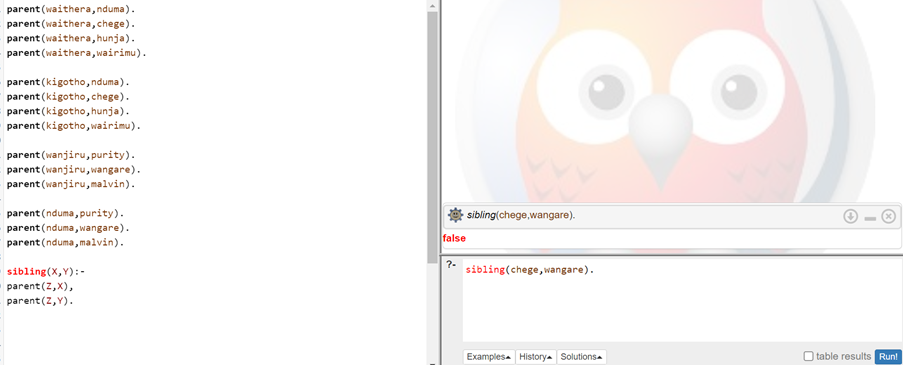 parent(waithera,nduma).
parent(waithera,chege).
parent(waithera,hunja).
parent(waithera,wairimu).
parent(kigotho,nduma).
parent(kigotho,chege).
parent(kigotho,hunja).
parent(kigotho,wairimu).
parent(wanjiru,purity).
parent(wanjiru,wangare).
parent(wanjiru,malvin).
parent(nduma,purity).
parent(nduma,wangare).
parent(nduma,malvin).
sibling(X,Y):-
parent(Z,X),
parent(Z,Y).
sibling(chege,wangare).
false
?- sibling(chege,wangare).
Examples History Solutions table results Run!